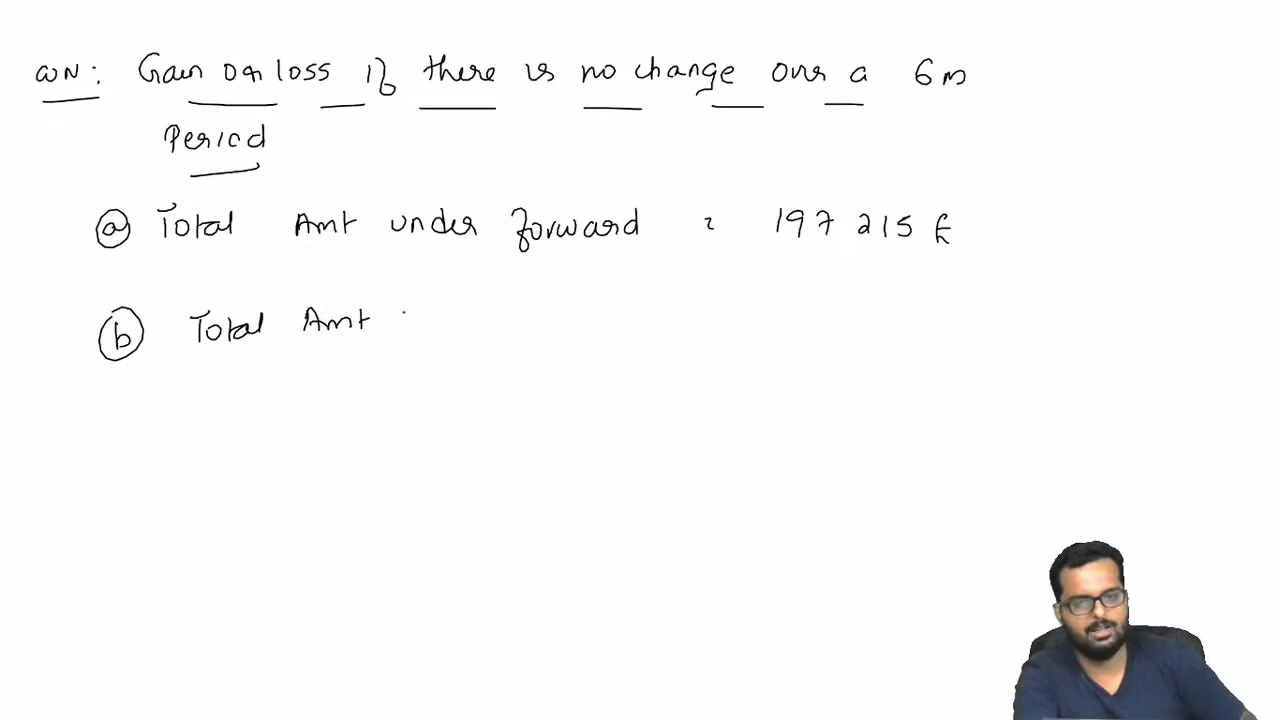 WN: Gain or loss if there is no change over a 6m
Period
(a) Total Amt under forward = 197 215 £
(b) Total Amt